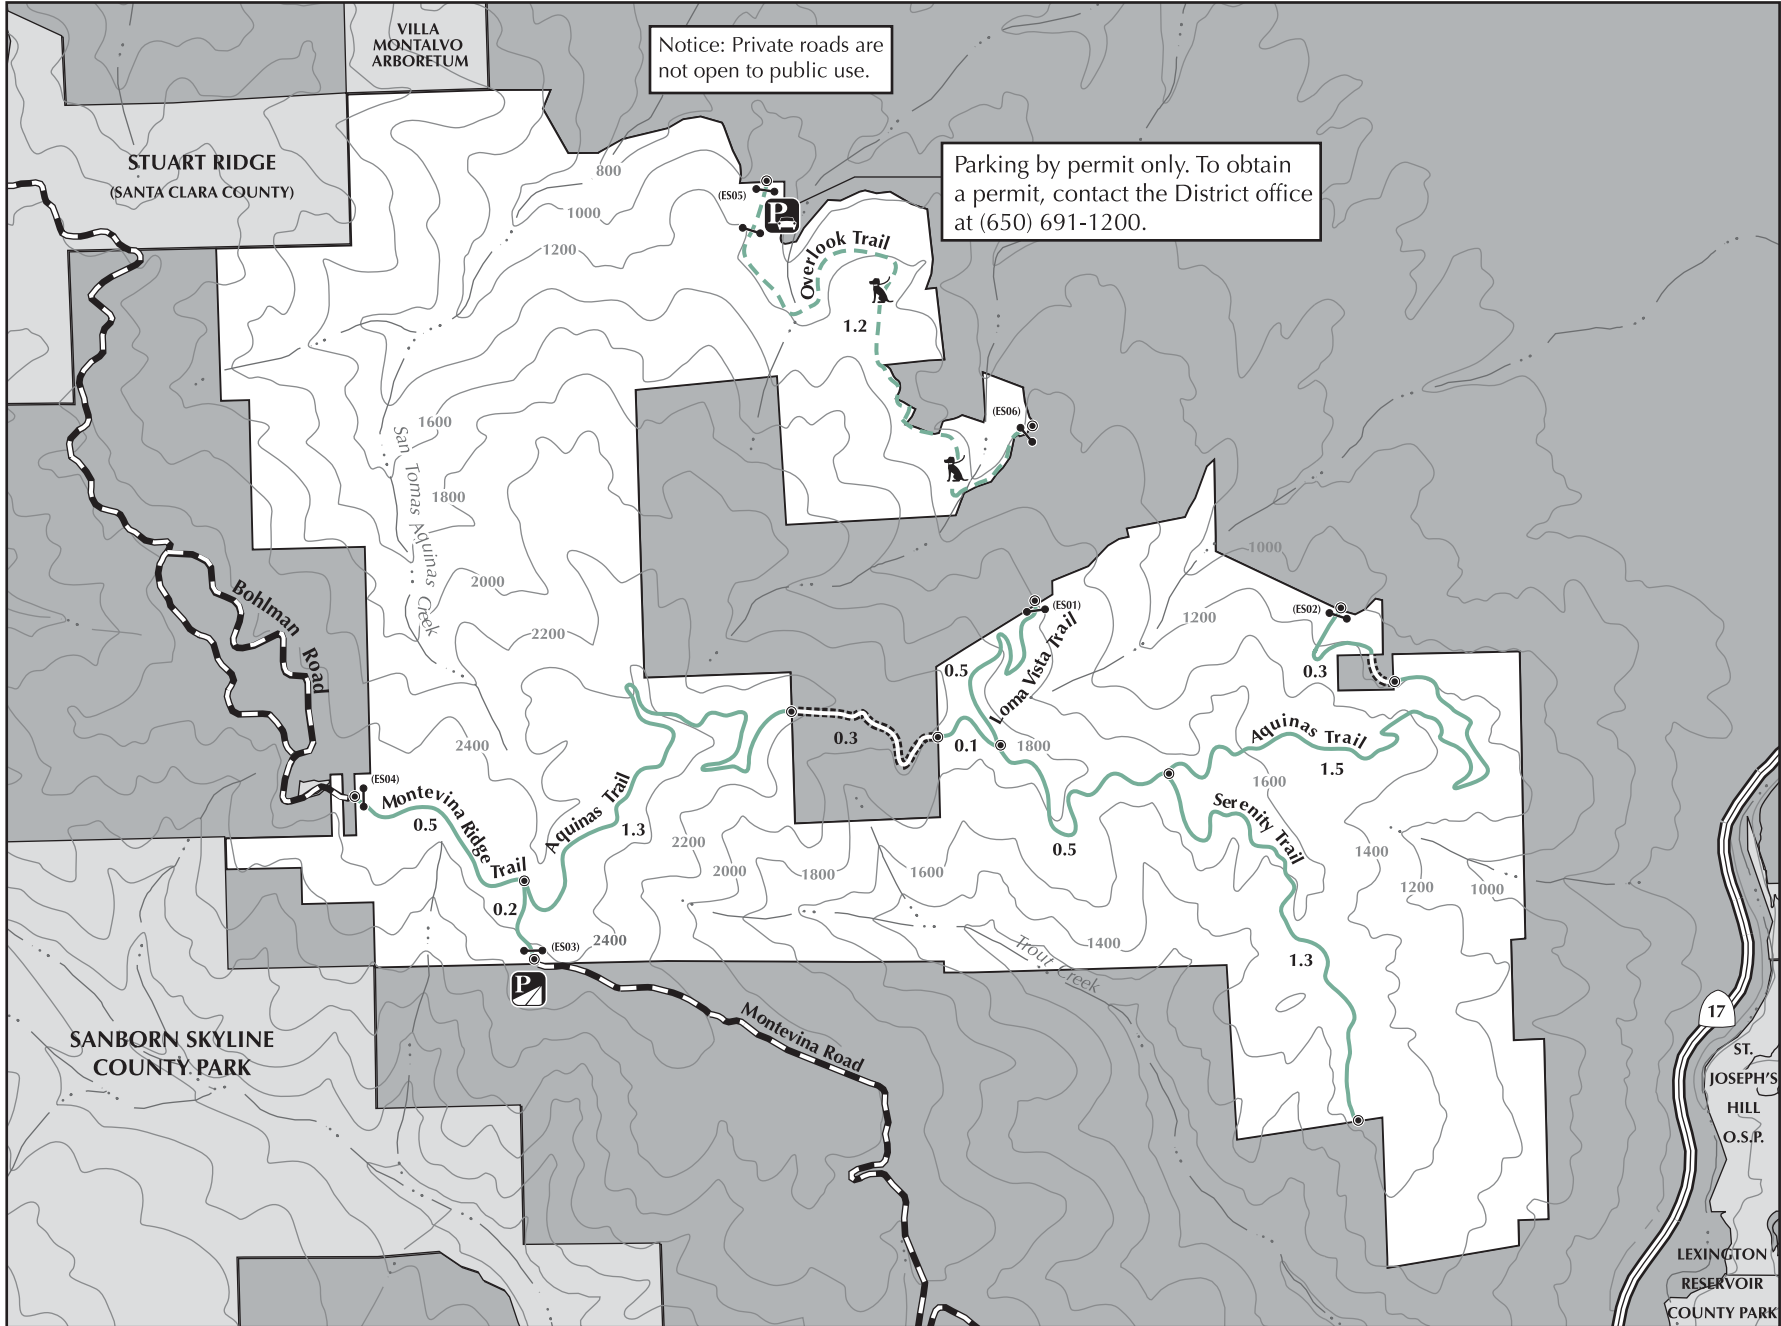 VILLA
MONTALVO
ARBORETUM
Notice: Private roads are
not open to public use.
STUART RIDGE
(SANTA CLARA COUNTY)
Parking by permit only. To obtain
a permit, contact the District office
at (650) 691-1200.
800
1000
1200
(ES05)
P
Overlook Trail
1.2
1600
San Tomas Aquinas Creek
1800
(ES06)
2000
2200
1000
Bohlman Road
(ES01)
Loma Vista Trail
0.5
1200
(ES02)
0.3
2400
0.3
0.1
1800
Aquinas Trail
1.5
1600
(ES04)
Montevina Ridge Trail
0.5
Aquinas Trail
1.3
2200
2000
1800
1600
0.5
Serenity Trail
1400
1200
1000
0.2
(ES03)
2400
P
1400
Trout Creek
1.3
Montevina Road
SANBORN SKYLINE
COUNTY PARK
17
ST.
JOSEPH'S
HILL
O.S.P.
LEXINGTON
RESERVOIR
COUNTY PARK